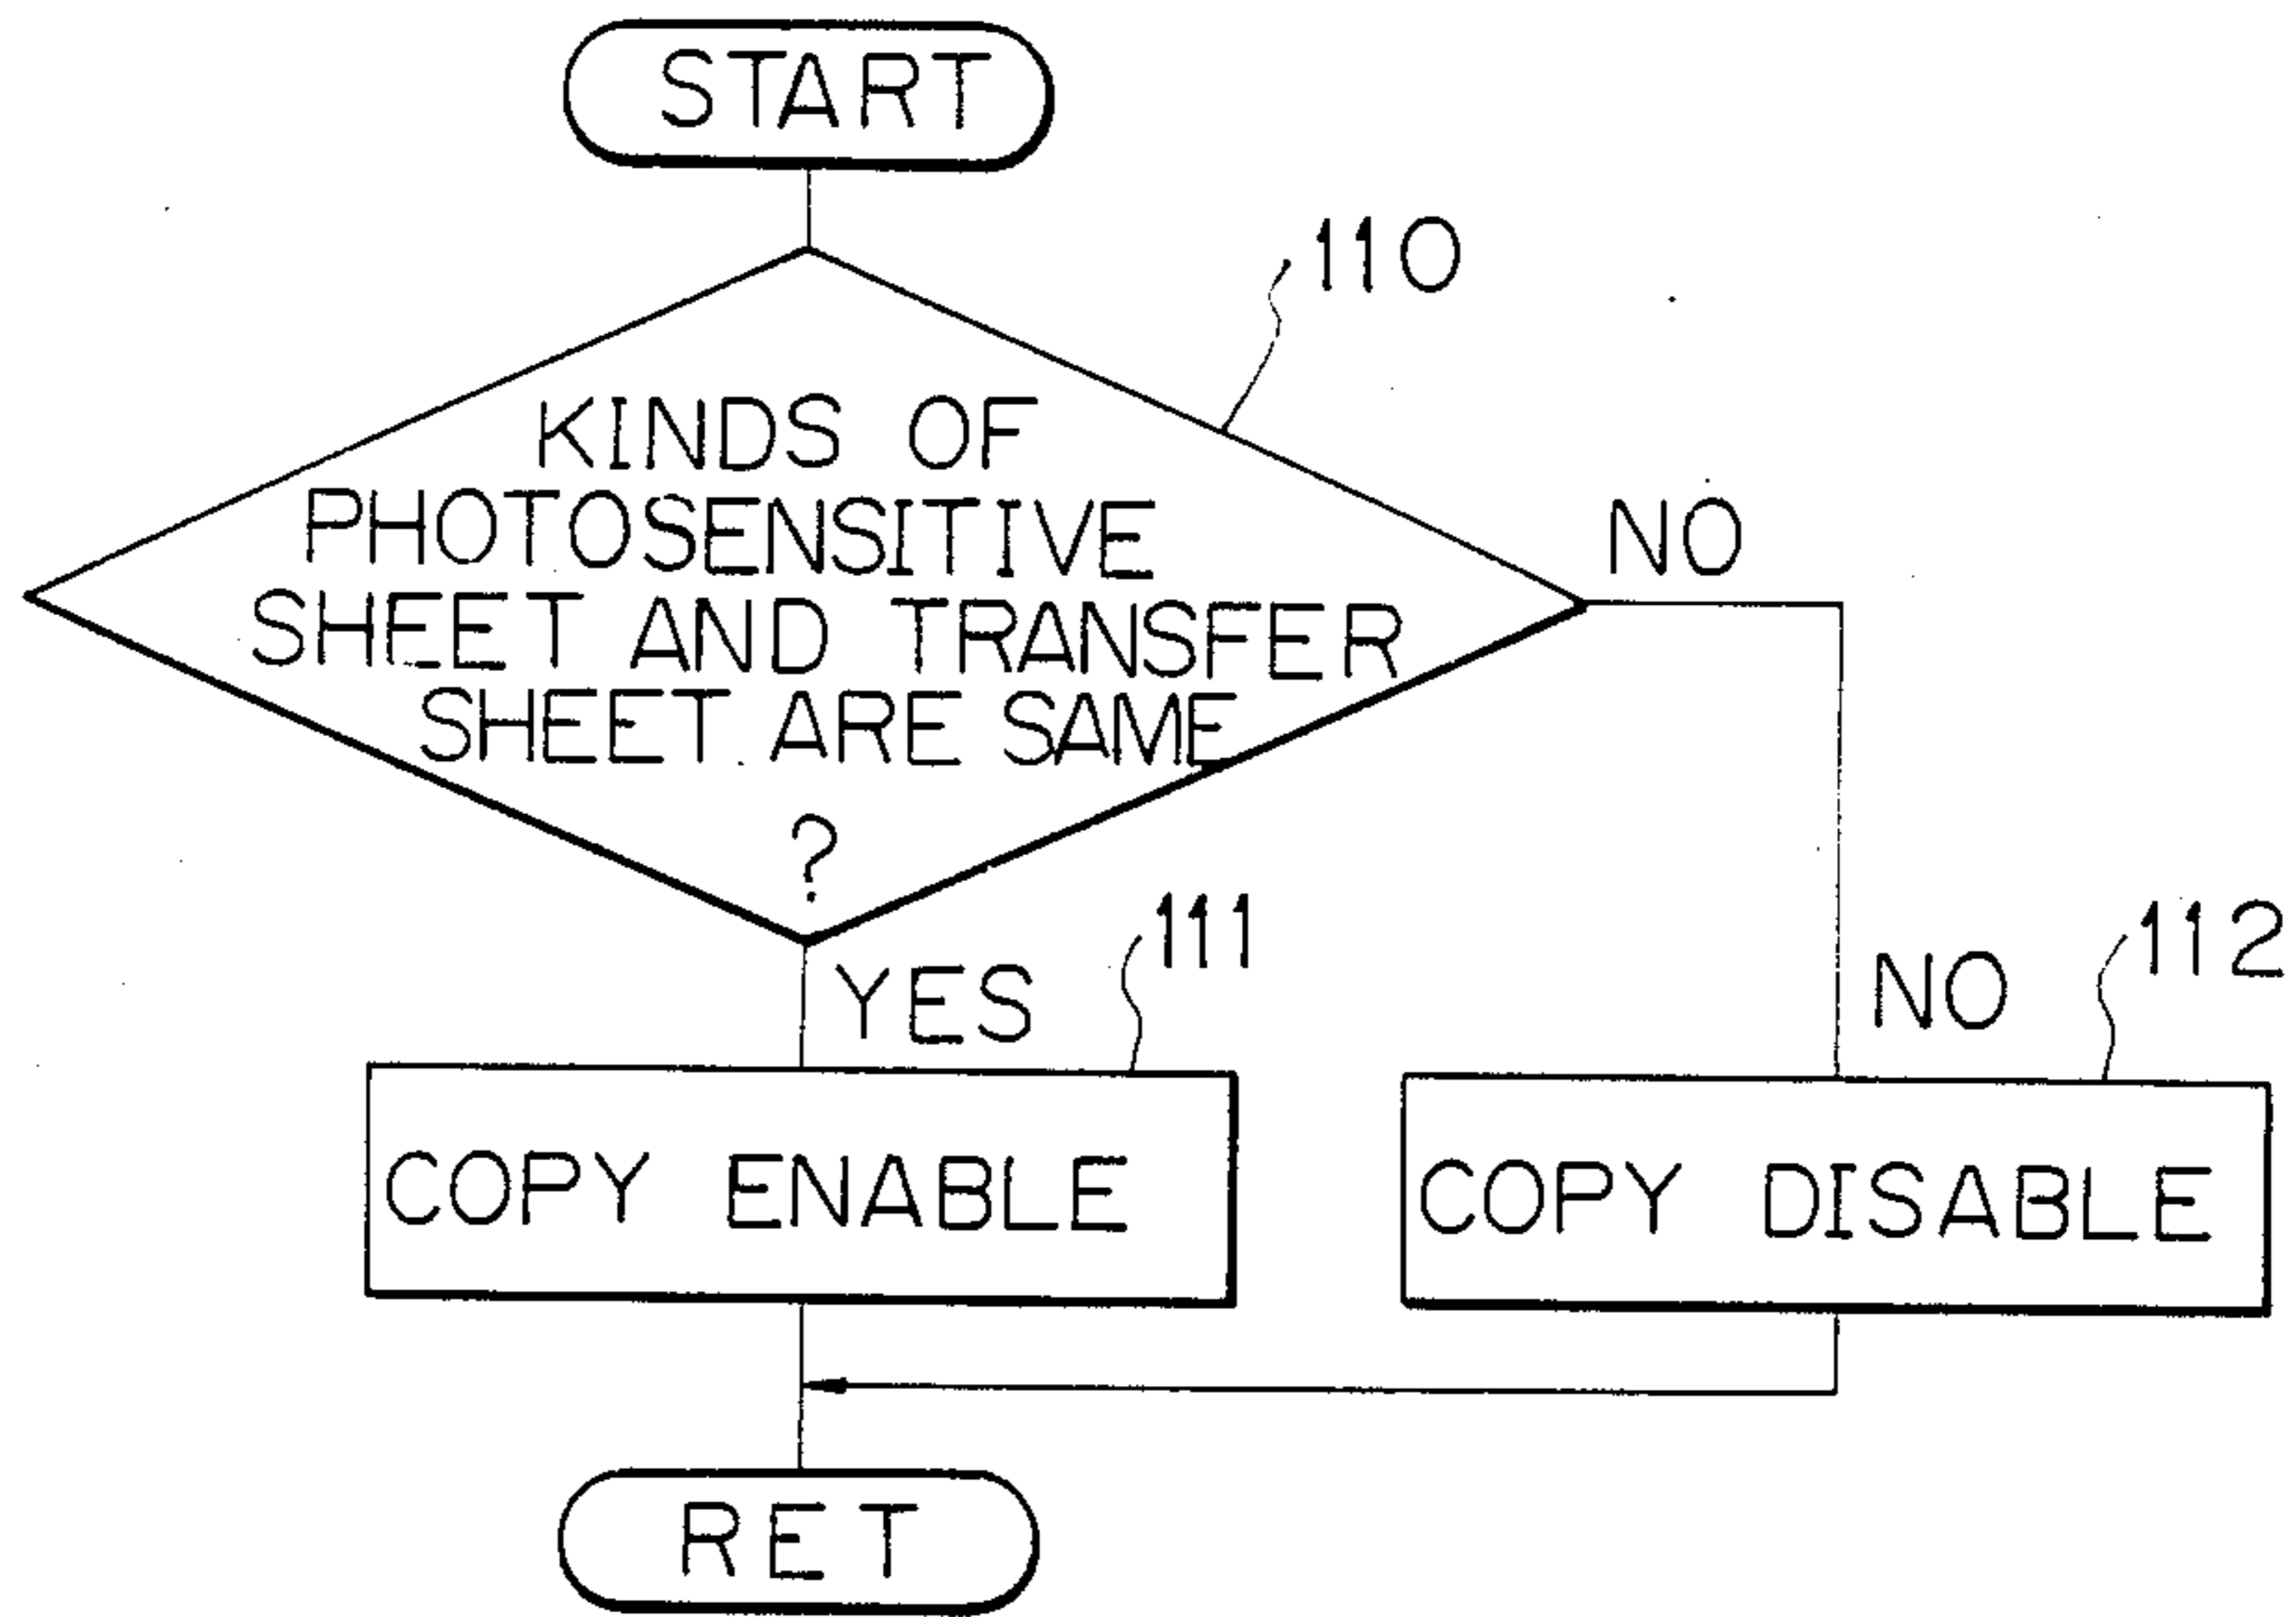 START
110
KINDS OF
PHOTOSENSITIVE
SHEET AND TRANSFER
SHEET ARE SAME
?
NO
YES
111
NO
112
COPY ENABLE
COPY DISABLE
RET